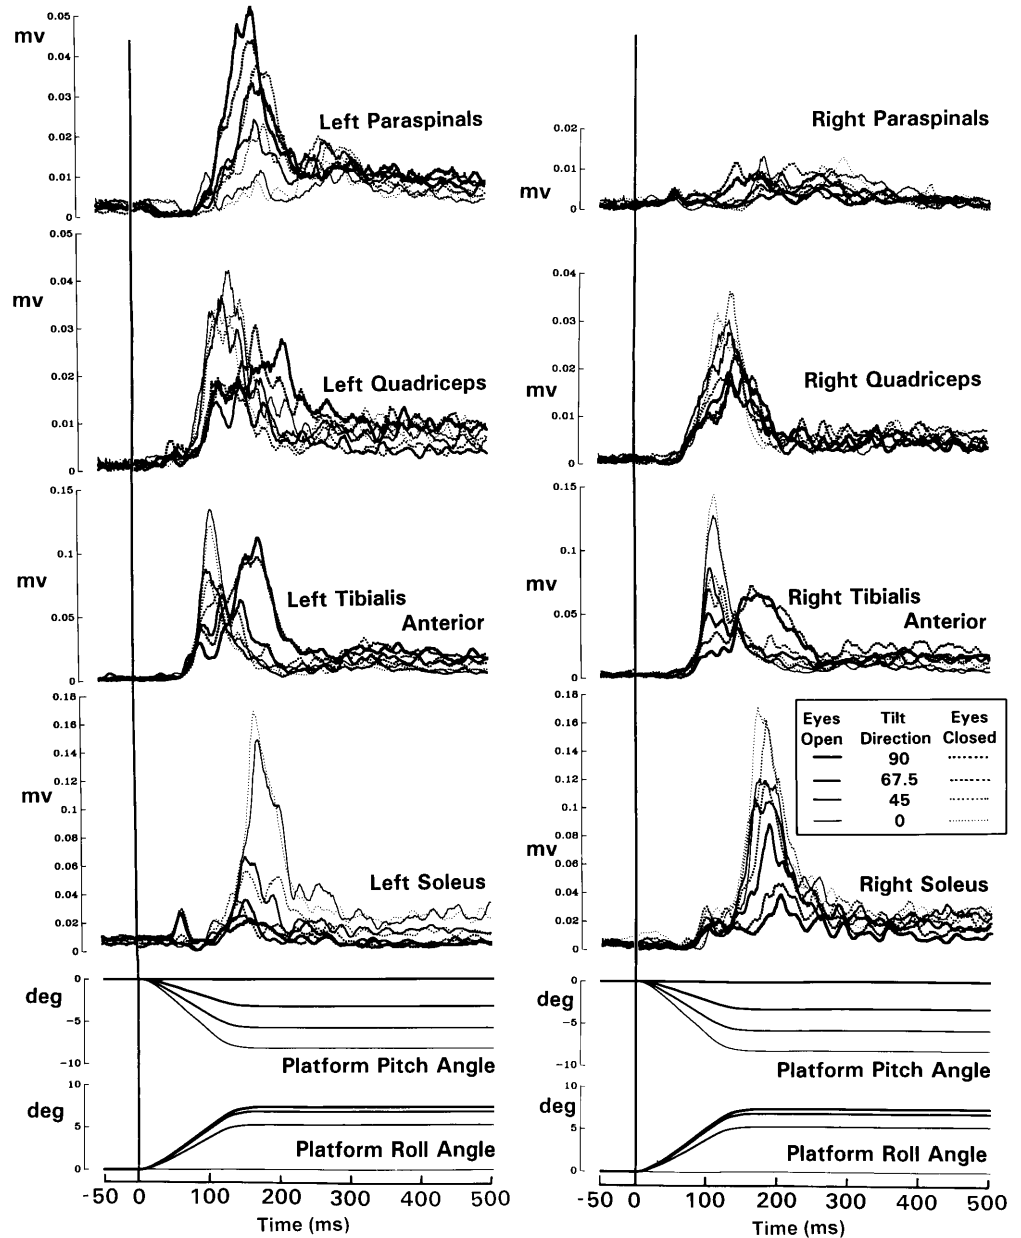 0.05
mv
0.04
0.03
0.02
0.01
0
Left Paraspinals
0.02
0.01
mv
0
Right Paraspinals
0.05
0.04
mv
0.03
0.02
0.01
0
Left Quadriceps
0.04
0.03
0.02
mv
0.01
0
Right Quadriceps
0.15
0.1
mv
0.05
0
Left Tibialis
Anterior
0.15
0.1
mv
0.05
0
Right Tibialis
Anterior
0.18
0.16
0.14
0.12
mv
0.1
0.08
0.06
0.04
0.02
0
Left Soleus
0.18
0.16
0.14
0.12
0.1
0.08
mv
0.06
0.04
0.02
0
Right Soleus
Eyes Tilt Eyes
Open Direction Closed
90
67.5
45
0
0
deg
-5
-10
Platform Pitch Angle
0
deg
-5
-10
Platform Pitch Angle
10
deg
5
0
Platform Roll Angle
10
deg
5
0
Platform Roll Angle
-50 0 100 200 300 400 500
Time (ms)
-50 0 100 200 300 400 500
Time (ms)